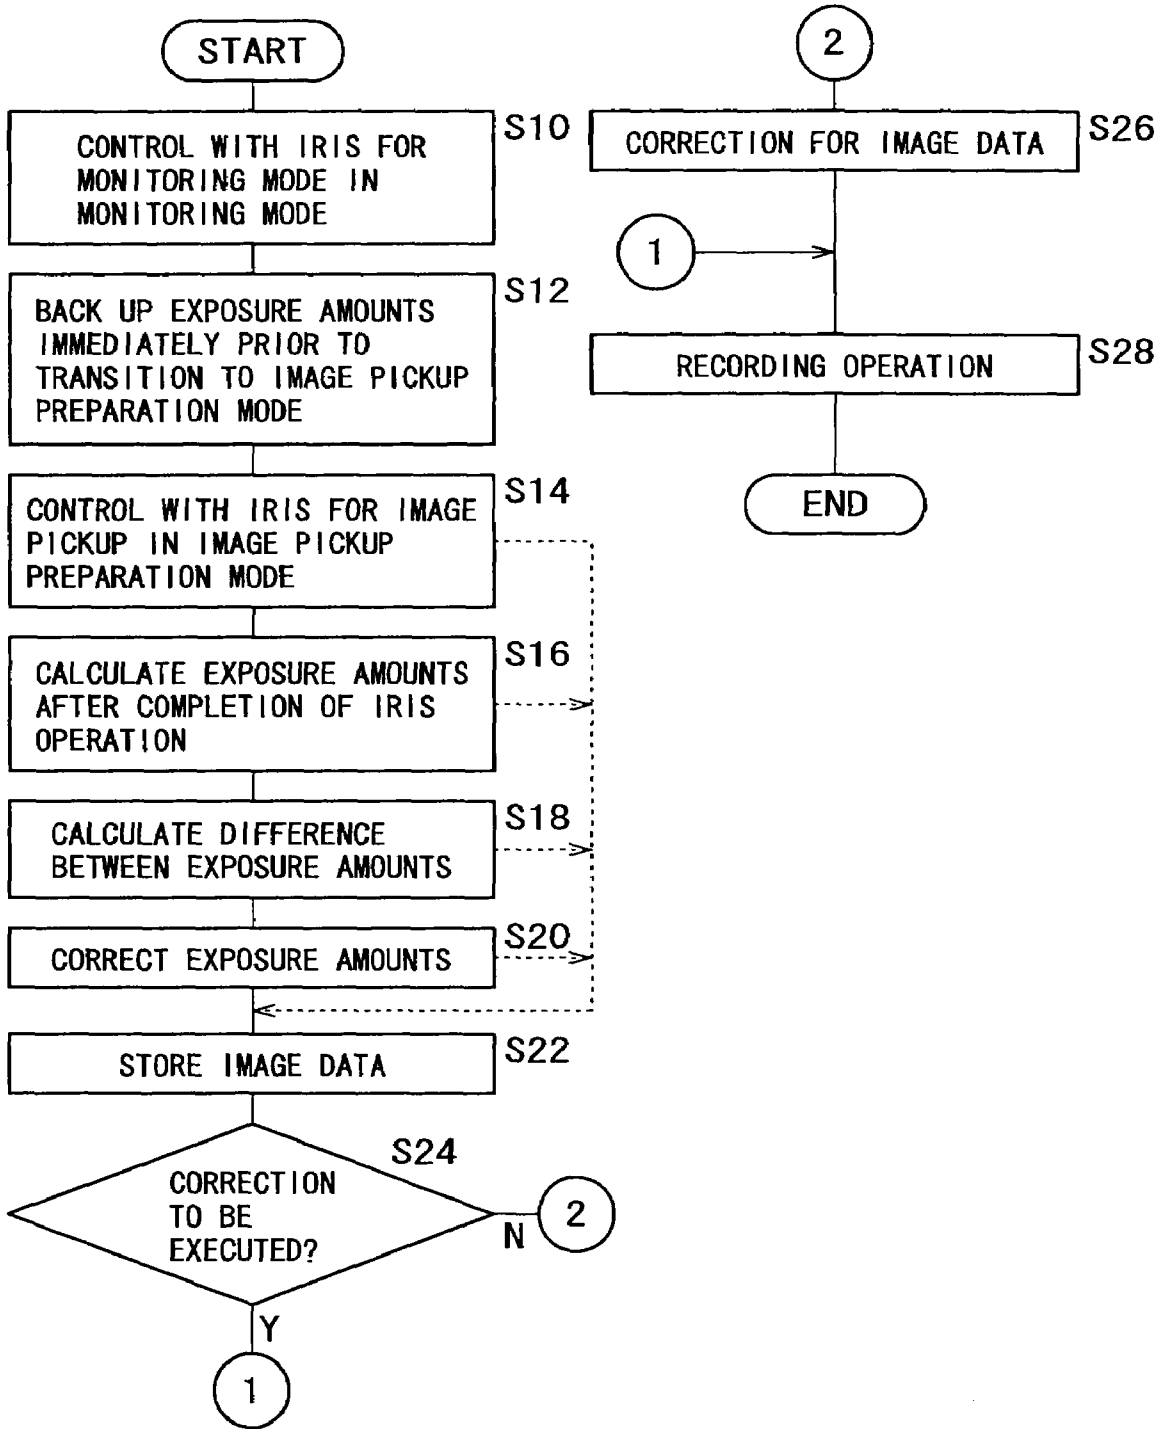 START
S10
CONTROL WITH IRIS FOR
MONITORING MODE IN
MONITORING MODE
S12
BACK UP EXPOSURE AMOUNTS
IMMEDIATELY PRIOR TO
TRANSITION TO IMAGE PICKUP
PREPARATION MODE
S14
CONTROL WITH IRIS FOR IMAGE
PICKUP IN IMAGE PICKUP
PREPARATION MODE
S16
CALCULATE EXPOSURE AMOUNTS
AFTER COMPLETION OF IRIS
OPERATION
S18
CALCULATE DIFFERENCE
BETWEEN EXPOSURE AMOUNTS
S20
CORRECT EXPOSURE AMOUNTS
S22
STORE IMAGE DATA
S24
CORRECTION
TO BE
EXECUTED?
N
2
Y
1
2
S26
CORRECTION FOR IMAGE DATA
1
S28
RECORDING OPERATION
END